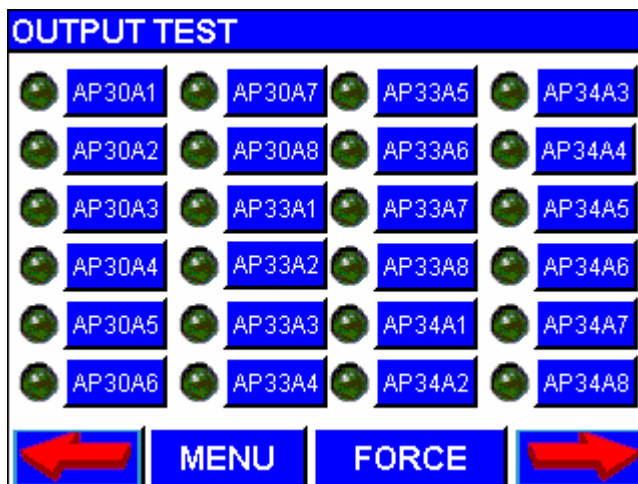 OUTPUT TEST
AP30A1 AP30A7 AP33A5 AP34A3
AP30A2 AP30A8 AP33A6 AP34A4
AP30A3 AP33A1 AP33A7 AP34A5
AP30A4 AP33A2 AP33A8 AP34A6
AP30A5 AP33A3 AP34A1 AP34A7
AP30A6 AP33A4 AP34A2 AP34A8
MENU FORCE